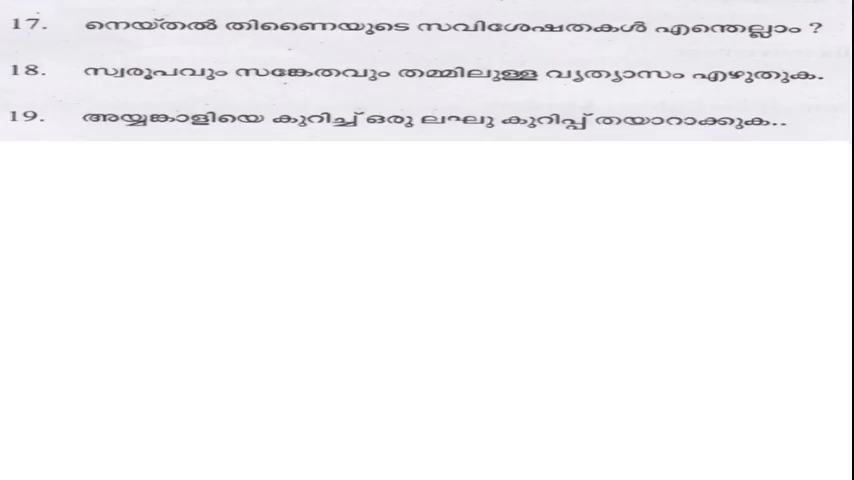 17. നെയ്തൽ തിണൈയുടെ സവിശേഷതകൾ എന്തെല്ലാം ?
18. സ്വരൂപവും സങ്കേതവും തമ്മിലുള്ള വ്യത്യാസം എഴുതുക.
19. അയ്യങ്കാളിയെ കുറിച്ച് ഒരു ലഘു കുറിപ്പ് തയാറാക്കുക..